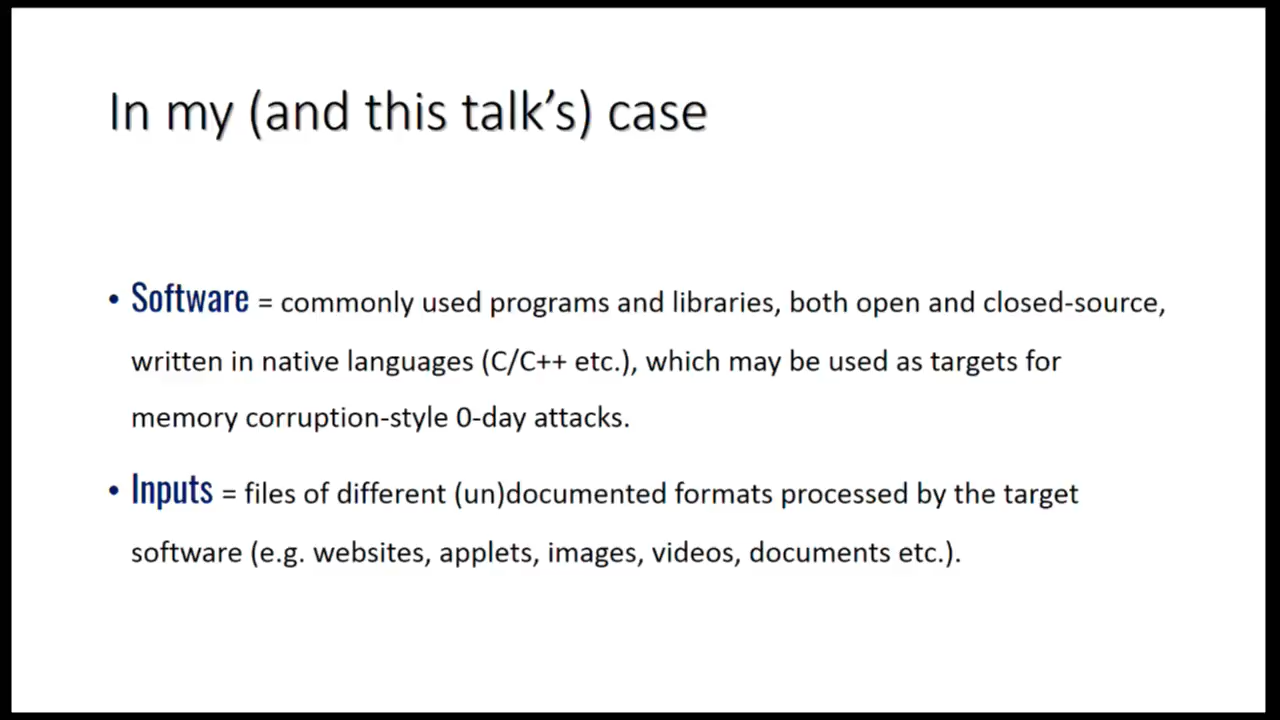 In my (and this talk’s) case
• Software = commonly used programs and libraries, both open and closed-source,
written in native languages (C/C++ etc.), which may be used as targets for
memory corruption-style 0-day attacks.
• Inputs = files of different (un)documented formats processed by the target
software (e.g. websites, applets, images, videos, documents etc.).